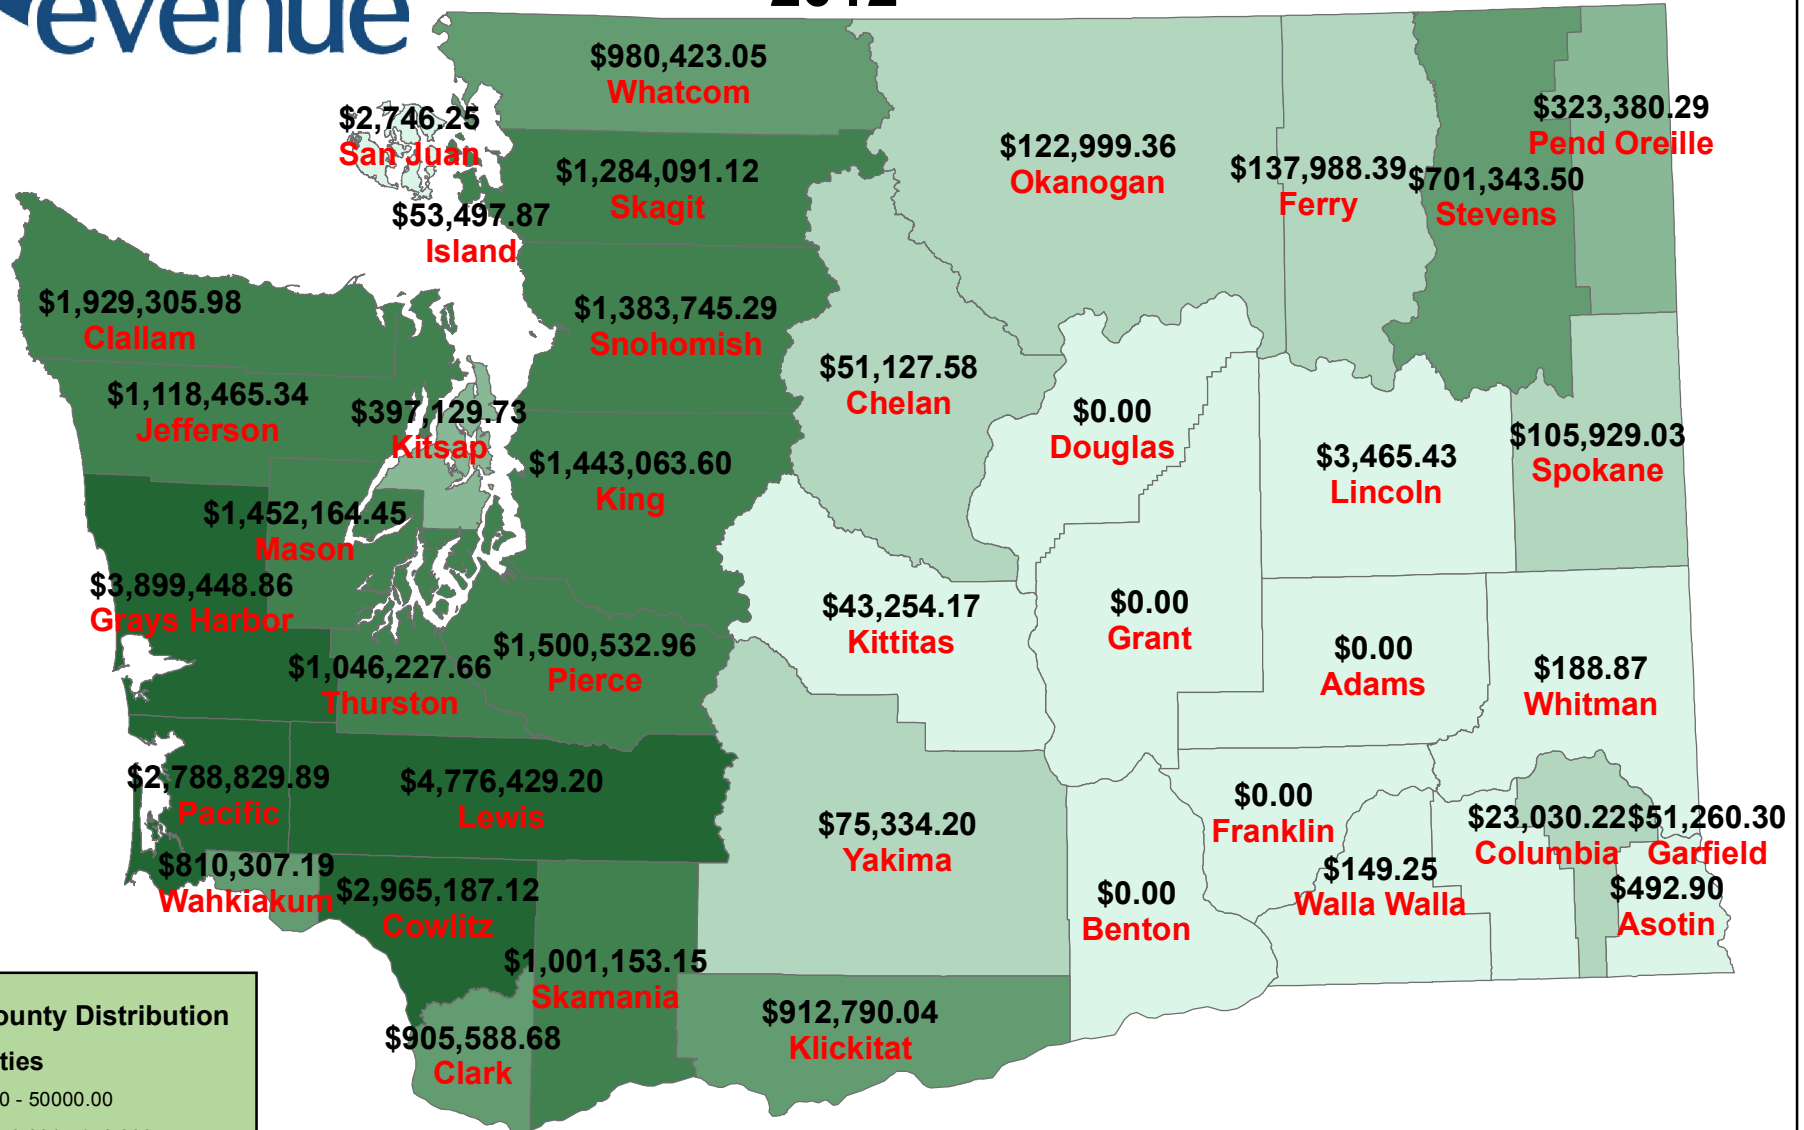 evenue
2012
$980,423.05
Whatcom
$2,746.25
San Juan
$1,284,091.12
Skagit
$53,497.87
Island
$122,999.36
Okanogan
$137,988.39
Ferry
$701,343.50
Stevens
$323,380.29
Pend Oreille
$1,929,305.98
Clallam
$1,383,745.29
Snohomish
$1,118,465.34
Jefferson
$397,129.73
Kitsap
$51,127.58
Chelan
$0.00
Douglas
$3,465.43
Lincoln
$105,929.03
Spokane
$1,443,063.60
King
$1,452,164.45
Mason
$3,899,448.86
Grays Harbor
$43,254.17
Kittitas
$0.00
Grant
$0.00
Adams
$188.87
Whitman
$1,046,227.66
Thurston
$1,500,532.96
Pierce
$2,788,829.89
Pacific
$4,776,429.20
Lewis
$75,334.20
Yakima
$0.00
Franklin
$23,030.22
Columbia
$51,260.30
Garfield
$810,307.19
Wahkiakum
$2,965,187.12
Cowlitz
$0.00
Benton
$149.25
Walla Walla
$492.90
Asotin
$1,001,153.15
Skamania
$912,790.04
Klickitat
$905,588.68
Clark
ounty Distribution
ties
0 - 50000.00